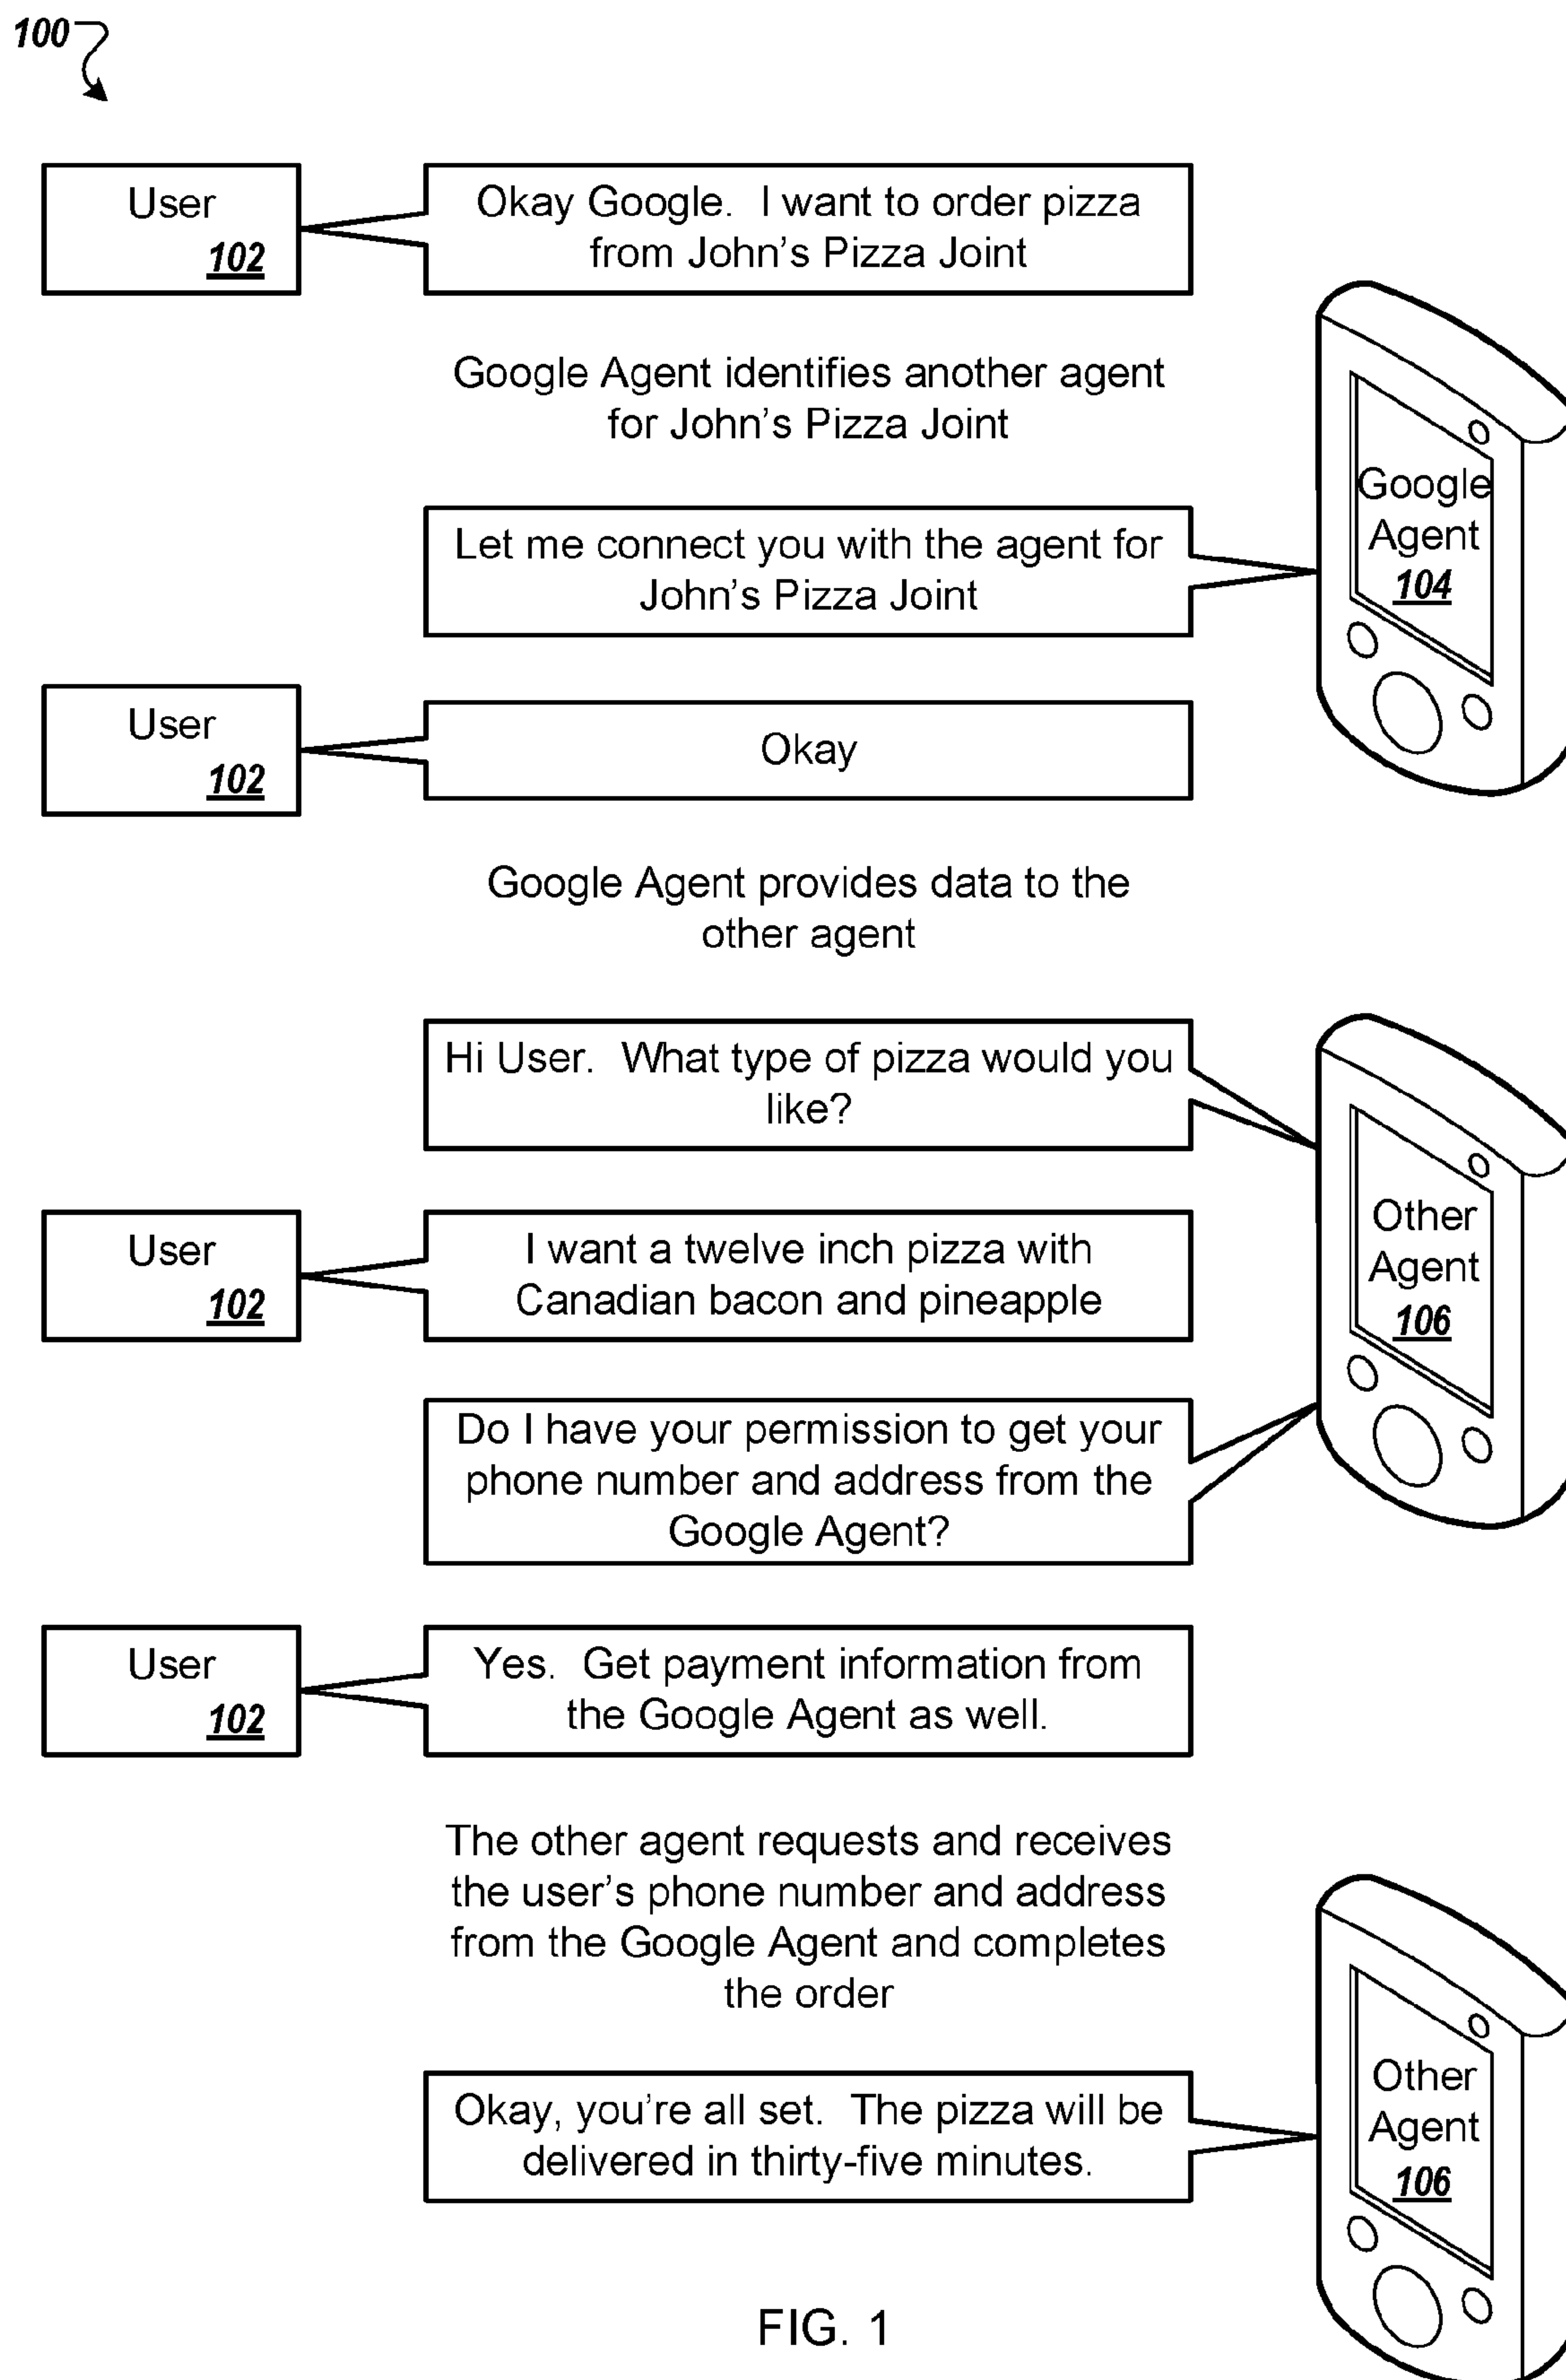 100
User
102
Okay Google. I want to order pizza
from John's Pizza Joint
Google Agent identifies another agent
for John's Pizza Joint
Let me connect you with the agent for
John's Pizza Joint
Google
Agent
104
User
102
Okay
Google Agent provides data to the
other agent
Hi User. What type of pizza would you
like?
User
102
I want a twelve inch pizza with
Canadian bacon and pineapple
Other
Agent
106
Do I have your permission to get your
phone number and address from the
Google Agent?
User
102
Yes. Get payment information from
the Google Agent as well.
The other agent requests and receives
the user's phone number and address
from the Google Agent and completes
the order
Okay, you're all set. The pizza will be
delivered in thirty-five minutes.
Other
Agent
106
FIG. 1